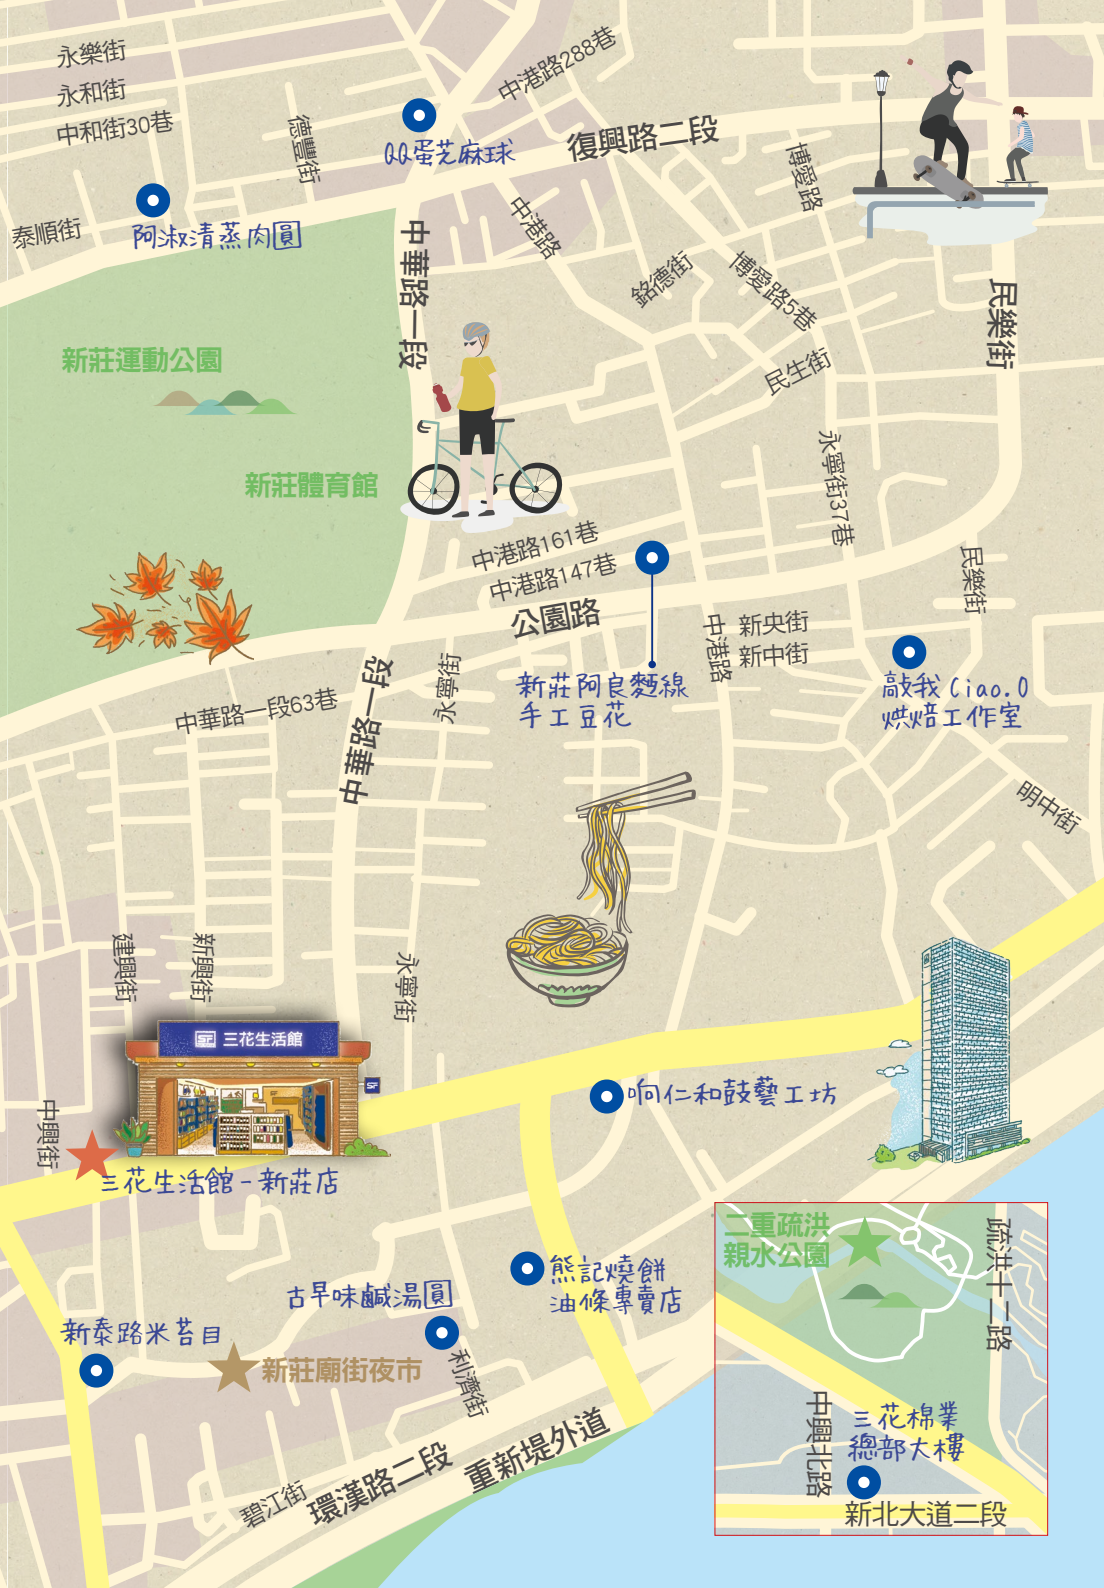 永樂街
永和街
中和街30巷
德豐街
中港路288巷
QQ蛋芝麻球
復興路二段
博愛路
泰順街
阿淑清蒸肉圓
中華路一段
中港路
銘德街
博愛路5巷
民樂街
新莊運動公園
民生街
新莊體育館
永寧街37巷
中港路161巷
中港路147巷
公園路
民樂街
中港路
新央街
新中街
中華路一段63巷
中華路一段
永寧街
新莊阿良麵線
手工豆花
敲我 Ciao.O
烘焙工作室
明中街
建興街
新興街
永寧街
SF 三花生活館
SF
中興街
三花生活館-新莊店
响仁和鼓藝工坊
熊記燒餅
油條專賣店
古早味鹹湯圓
新泰路米苔目
新莊廟街夜市
利濟街
碧江街
環漢路二段
重新堤外道
二重疏洪
親水公園
疏洪十二路
中興北路
三花棉業
總部大樓
新北大道二段